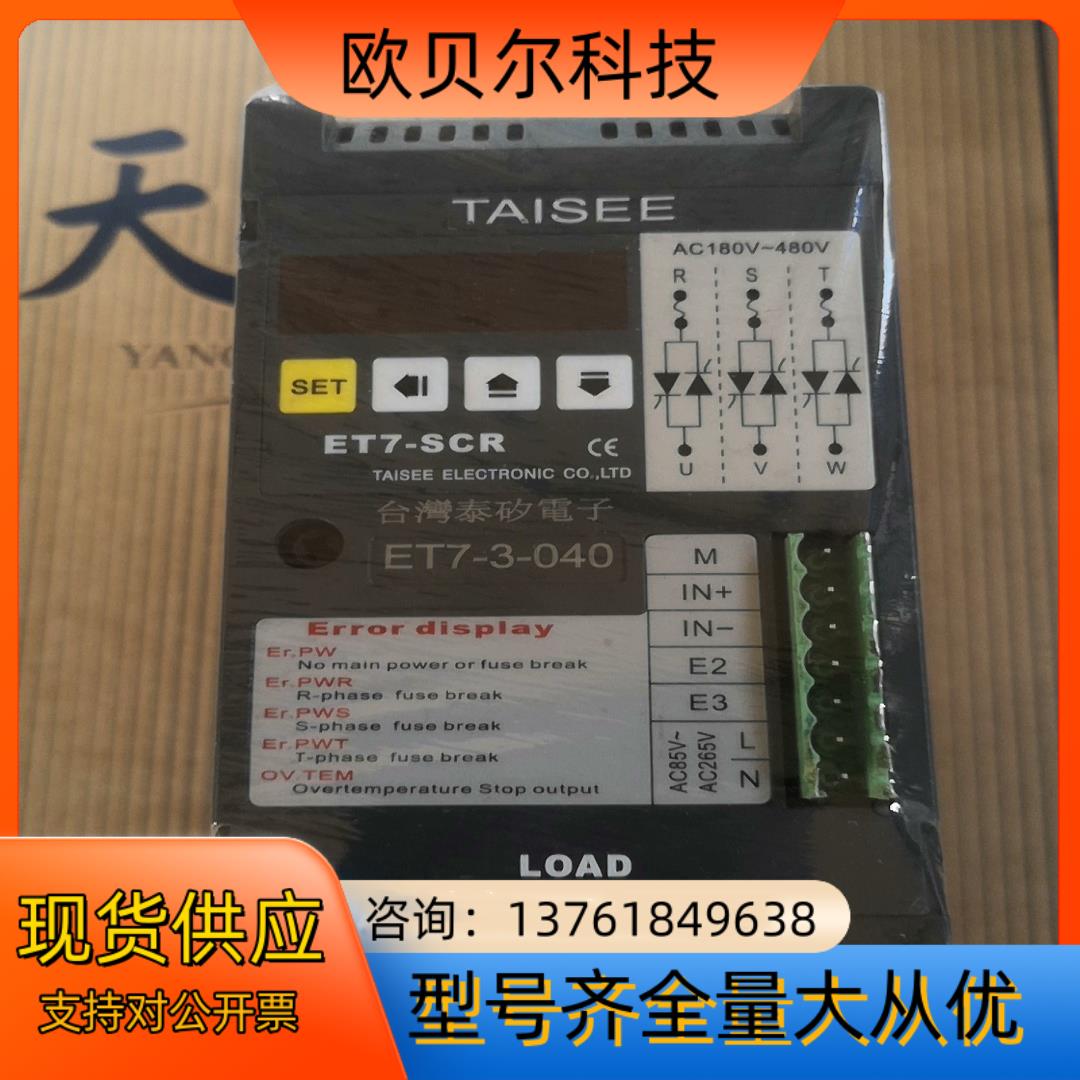 欧贝尔科技
天
YANG
TAISEE
AC180V~480V
R S T
SET
ET7-SCR CE
TAISEE ELECTRONIC CO.,LTD
U V W
台灣泰矽電子
ET7-3-040
M
IN+
IN-
E2
E3
AC85V~
AC265V
L
N
Error display
Er.PW
No main power or fuse break
Er.PWR
R-phase fuse break
Er.PWS
S-phase fuse break
Er.PWT
T-phase fuse break
OV.TEM
Overtemperature Stop output
LOAD
现货供应
支持对公开票
咨询：13761849638
型号齐全量大从优